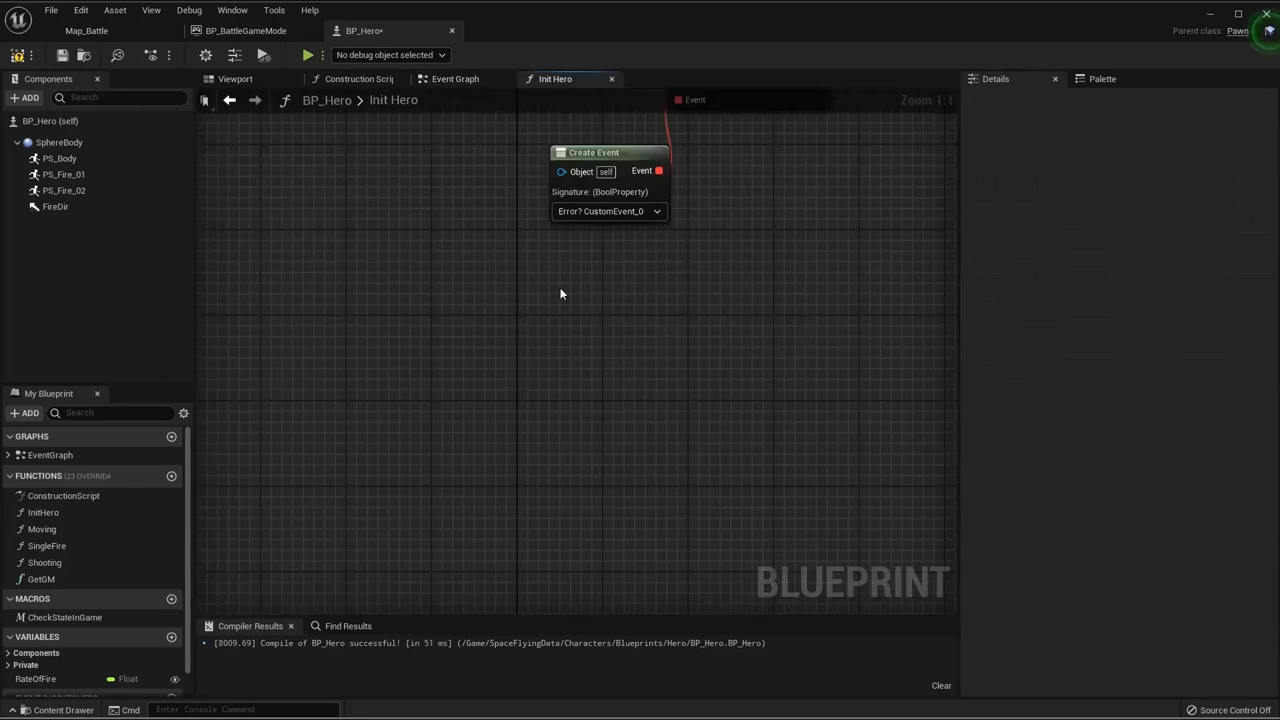 File Edit Asset View Debug Window Tools Help
Map_Battle BP_BattleGameMode BP_Hero•
Parent class: Pawn
No debug object selected
Components
Viewport Construction Scrip Event Graph Init Hero
Details Palette
ADD Search
BP_Hero > Init Hero
Event
Zoom 1:1
BP_Hero (self)
SphereBody
PS_Body
PS_Fire_01
PS_Fire_02
FireDir
Create Event
Object self Event
Signature: (BoolProperty)
Error? CustomEvent_0
My Blueprint
ADD Search
GRAPHS
EventGraph
FUNCTIONS (23 OVERRIDA
ConstructionScript
InitHero
Moving
SingleFire
Shooting
GetGM
MACROS
CheckStateInGame
VARIABLES
Components
Private
RateOfFire Float
BLUEPRINT
Compiler Results Find Results
[8009.69] Compile of BP_Hero successful! [in 51 ms] (/Game/SpaceFlyingData/Characters/Blueprints/Hero/BP_Hero.BP_Hero)
Clear
Content Drawer Cmd Enter Console Command
Source Control Off